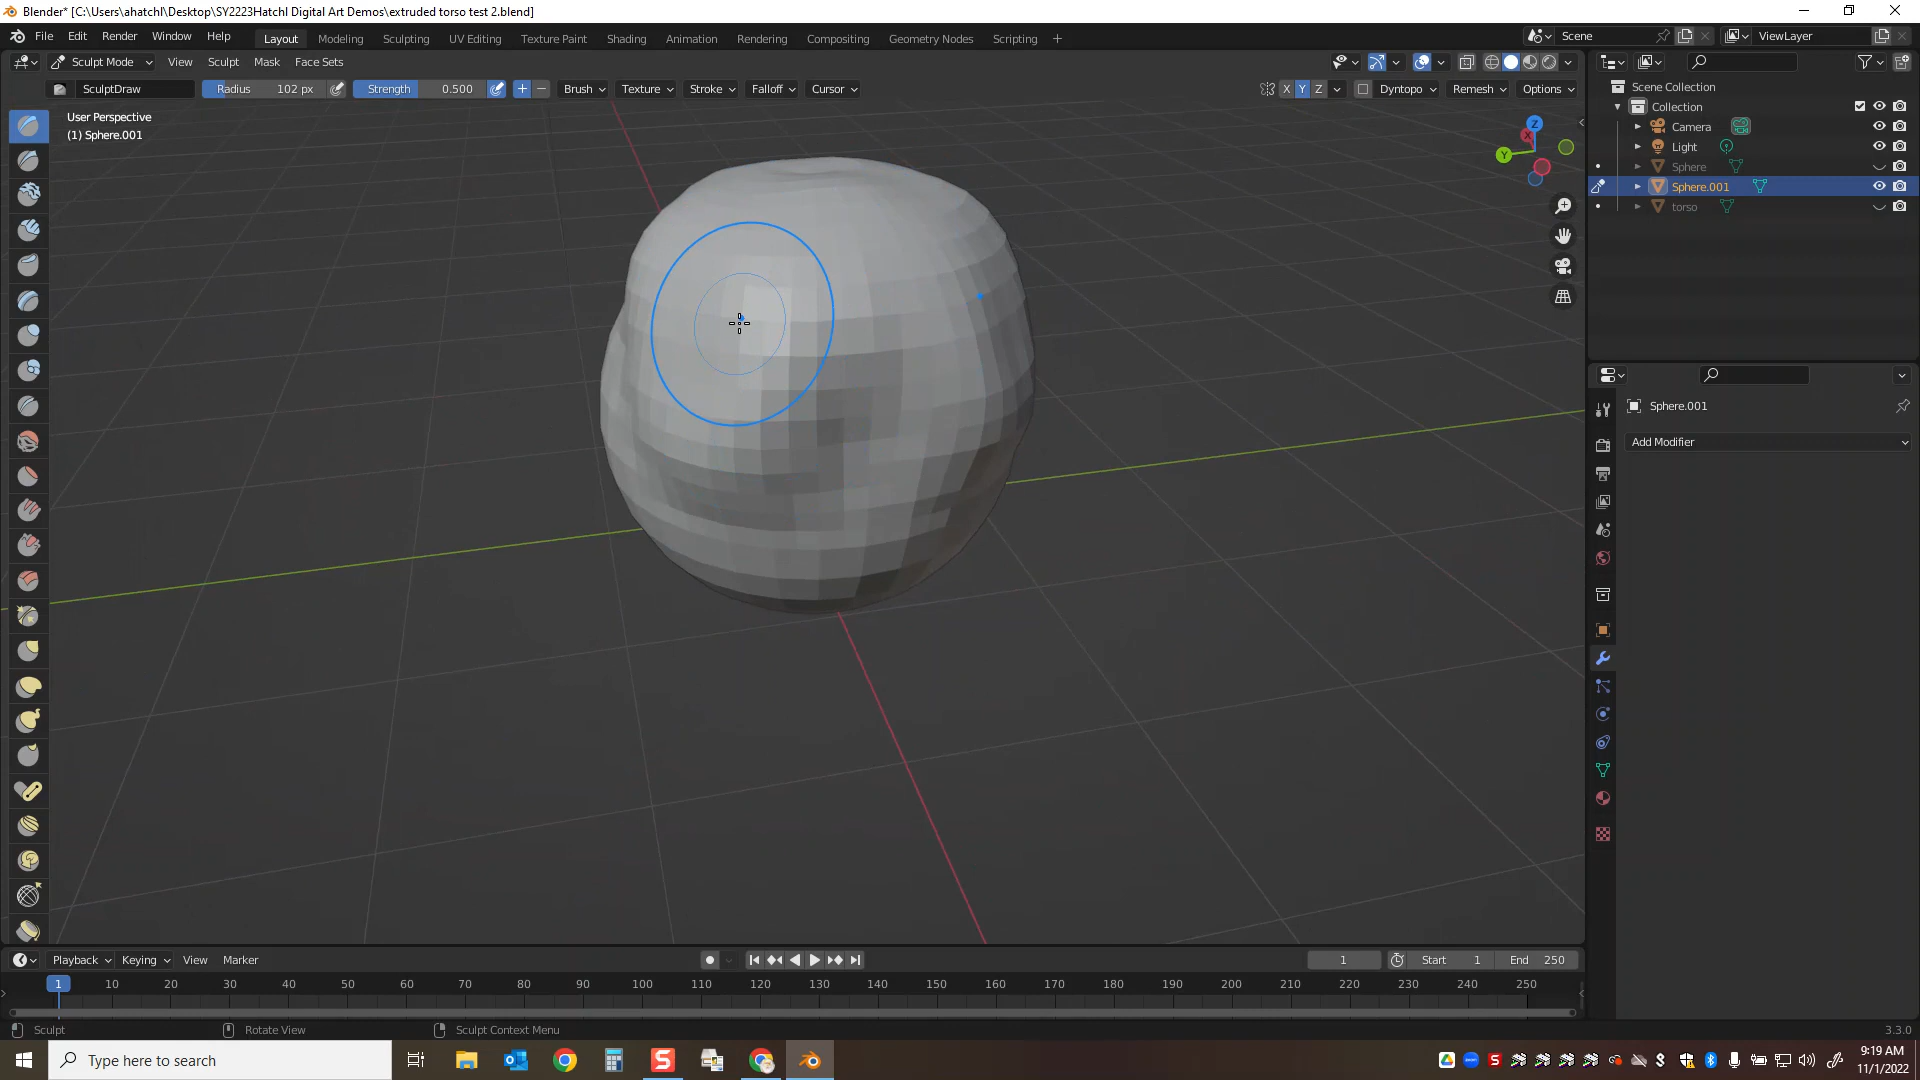 Blender* [C:\Users\ahatchl\Desktop\SY2223Hatchl Digital Art Demos\extruded torso test 2.blend]
File Edit Render Window Help Layout Modeling Sculpting UV Editing Texture Paint Shading Animation Rendering Compositing Geometry Nodes Scripting + Scene ViewLayer
Sculpt Mode View Sculpt Mask Face Sets
SculptDraw Radius 102 px Strength 0.500 Brush Texture Stroke Falloff Cursor X Y Z Dyntopo Remesh Options
User Perspective
(1) Sphere.001
Z
X
Y
Scene Collection
Collection
Camera
Light
Sphere
Sphere.001
torso
Sphere.001
Add Modifier
Playback Keying View Marker 1 Start 1 End 250
1 10 20 30 40 50 60 70 80 90 100 110 120 130 140 150 160 170 180 190 200 210 220 230 240 250
Sculpt Rotate View Sculpt Context Menu 3.3.0
Type here to search
9:19 AM
11/1/2022